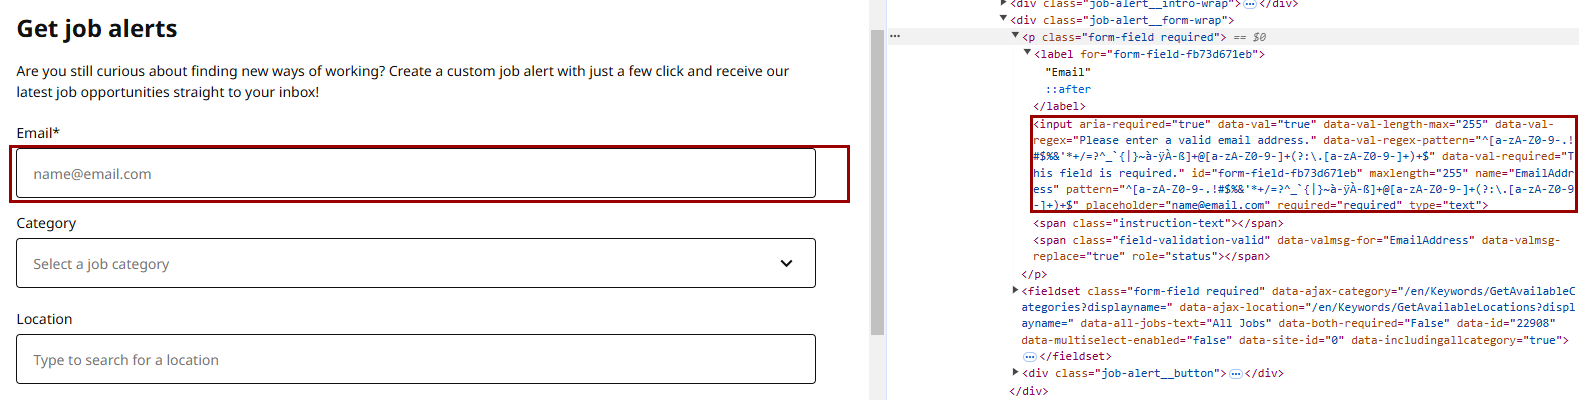 Get job alerts
Are you still curious about finding new ways of working? Create a custom job alert with just a few click and receive our
latest job opportunities straight to your inbox!
Email*
name@email.com
Category
Select a job category
Location
Type to search for a location
<div class="job-alert__intro-wrap"> … </div>
<div class="job-alert__form-wrap">
<p class="form-field required"> == $0
<label for="form-field-fb73d671eb">
"Email"
::after
</label>
<input aria-required="true" data-val="true" data-val-length-max="255" data-val-
regex="Please enter a valid email address." data-val-regex-pattern="^[a-zA-Z0-9-.!
#$%&'*+/=?^_`{|}~à-ÿÀ-ß]+@[a-zA-Z0-9-]+(?:\.[a-zA-Z0-9-]+)+$" data-val-required="T
his field is required." id="form-field-fb73d671eb" maxlength="255" name="EmailAddr
ess" pattern="^[a-zA-Z0-9-.!#$%&'*+/=?^_`{|}~à-ÿÀ-ß]+@[a-zA-Z0-9-]+(?:\.[a-zA-Z0-9
-]+)+$" placeholder="name@email.com" required="required" type="text">
<span class="instruction-text"></span>
<span class="field-validation-valid" data-valmsg-for="EmailAddress" data-valmsg-
replace="true" role="status"></span>
</p>
<fieldset class="form-field required" data-ajax-category="/en/Keywords/GetAvailableC
ategories?displayname=" data-ajax-location="/en/Keywords/GetAvailableLocations?displ
ayname=" data-all-jobs-text="All Jobs" data-both-required="False" data-id="22908"
data-multiselect-enabled="false" data-site-id="0" data-includingallcategory="true">
… </fieldset>
<div class="job-alert__button"> … </div>
</div>